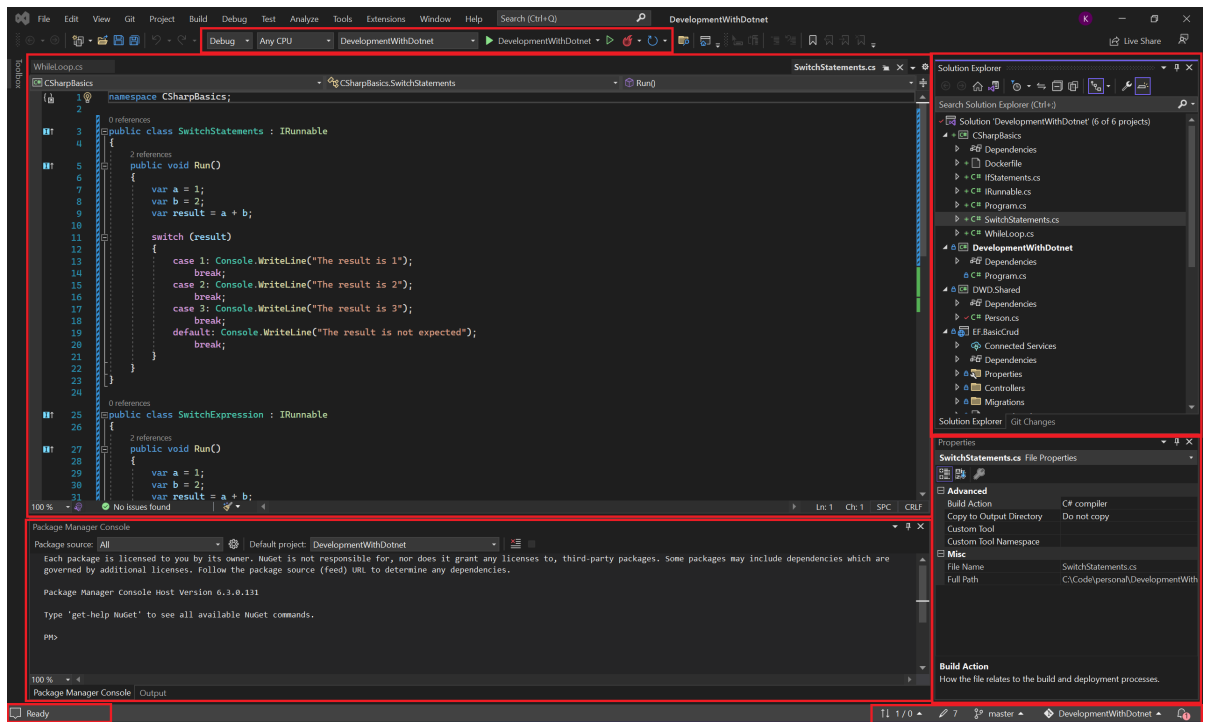 File Edit View Git Project Build Debug Test Analyze Tools Extensions Window Help Search (Ctrl+Q) DevelopmentWithDotnet K
Debug Any CPU DevelopmentWithDotnet DevelopmentWithDotnet Live Share
Toolbox
WhileLoop.cs SwitchStatements.cs
CSharpBasics CSharpBasics.SwitchStatements Run()
1 namespace CSharpBasics;
2
0 references
3 public class SwitchStatements : IRunnable
4 {
2 references
5 public void Run()
6 {
7 var a = 1;
8 var b = 2;
9 var result = a + b;
10
11 switch (result)
12 {
13 case 1: Console.WriteLine("The result is 1");
14 break;
15 case 2: Console.WriteLine("The result is 2");
16 break;
17 case 3: Console.WriteLine("The result is 3");
18 break;
19 default: Console.WriteLine("The result is not expected");
20 break;
21 }
22 }
23 }
24
0 references
25 public class SwitchExpression : IRunnable
26 {
2 references
27 public void Run()
28 {
29 var a = 1;
30 var b = 2;
31 var result = a + b;
100 % No issues found Ln: 1 Ch: 1 SPC CRLF
Package Manager Console
Package source: All Default project: DevelopmentWithDotnet
Each package is licensed to you by its owner. NuGet is not responsible for, nor does it grant any licenses to, third-party packages. Some packages may include dependencies which are
governed by additional licenses. Follow the package source (feed) URL to determine any dependencies.
Package Manager Console Host Version 6.3.0.131
Type 'get-help NuGet' to see all available NuGet commands.
PM>
100 %
Package Manager Console Output
Solution Explorer
Search Solution Explorer (Ctrl+;)
Solution 'DevelopmentWithDotnet' (6 of 6 projects)
CSharpBasics
Dependencies
Dockerfile
C# IfStatements.cs
C# IRunnable.cs
C# Program.cs
C# SwitchStatements.cs
C# WhileLoop.cs
DevelopmentWithDotnet
Dependencies
C# Program.cs
DWD.Shared
Dependencies
C# Person.cs
EF.BasicCrud
Connected Services
Dependencies
Properties
Controllers
Migrations
Solution Explorer Git Changes
Properties
SwitchStatements.cs File Properties
Advanced
Build Action C# compiler
Copy to Output Directory Do not copy
Custom Tool
Custom Tool Namespace
Misc
File Name SwitchStatements.cs
Full Path C:\Code\personal\DevelopmentWith
Build Action
How the file relates to the build and deployment processes.
Ready 1 / 0 7 master DevelopmentWithDotnet